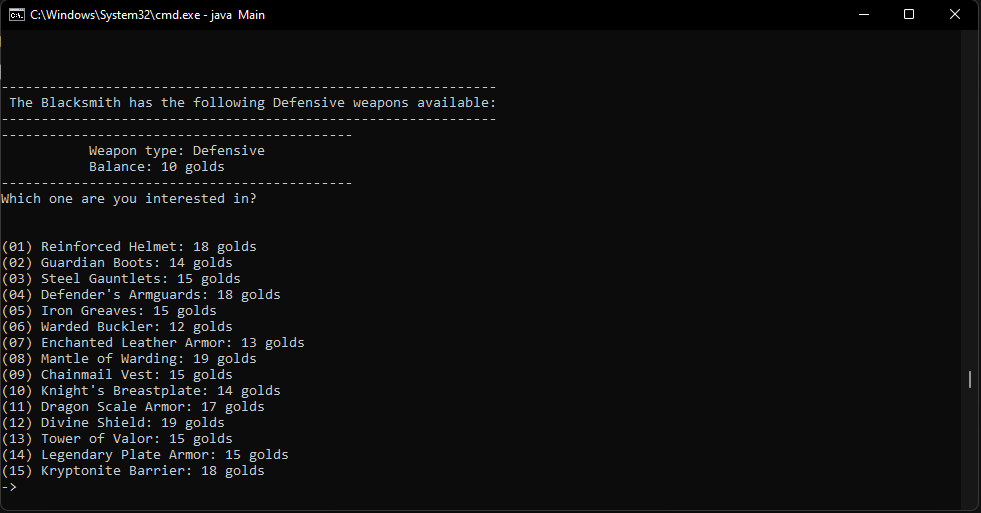 C:\Windows\System32\cmd.exe - java Main
---------------------------------------------------------------
The Blacksmith has the following Defensive weapons available:
---------------------------------------------------------------
--------------------------------------------
Weapon type: Defensive
Balance: 10 golds
--------------------------------------------
Which one are you interested in?
(01) Reinforced Helmet: 18 golds
(02) Guardian Boots: 14 golds
(03) Steel Gauntlets: 15 golds
(04) Defender's Armguards: 18 golds
(05) Iron Greaves: 15 golds
(06) Warded Buckler: 12 golds
(07) Enchanted Leather Armor: 13 golds
(08) Mantle of Warding: 19 golds
(09) Chainmail Vest: 15 golds
(10) Knight's Breastplate: 14 golds
(11) Dragon Scale Armor: 17 golds
(12) Divine Shield: 19 golds
(13) Tower of Valor: 15 golds
(14) Legendary Plate Armor: 15 golds
(15) Kryptonite Barrier: 18 golds
->